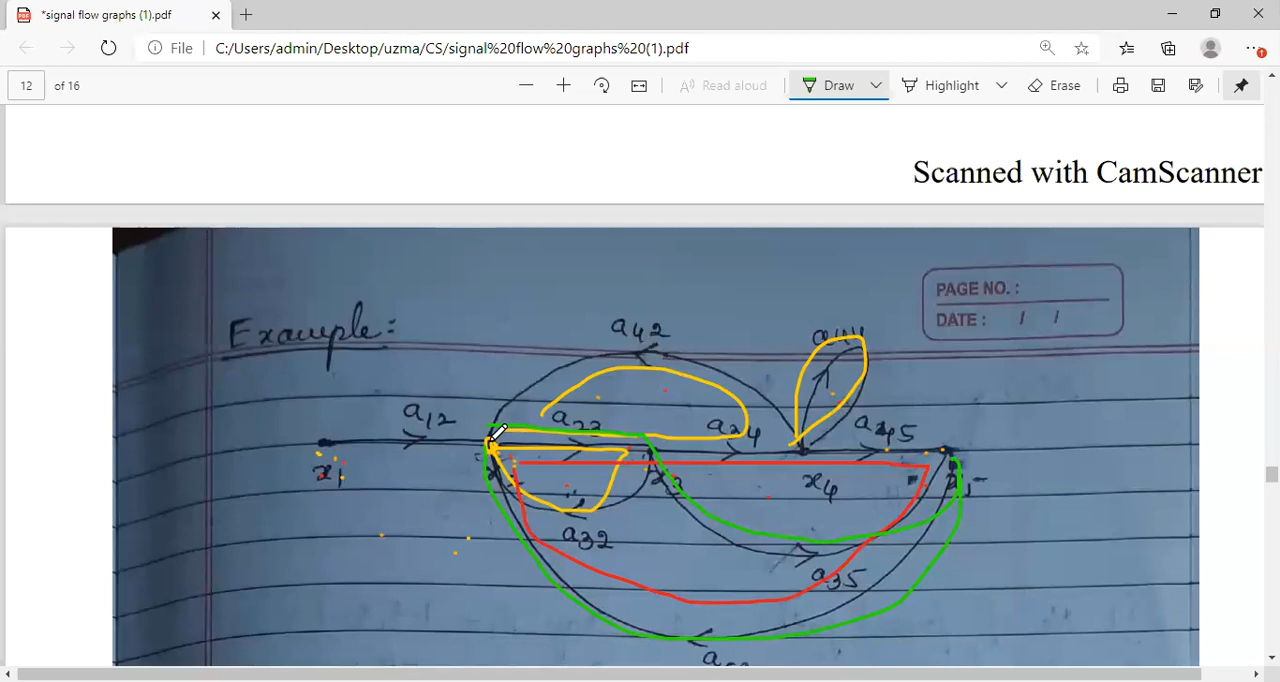 *signal flow graphs (1).pdf
File
C:/Users/admin/Desktop/uzma/CS/signal%20flow%20graphs%20(1).pdf
12 of 16
Read aloud
Draw
Highlight
Erase
Scanned with CamScanner
PAGE NO. :
DATE : / /
Example:
a42
a44
a12
a23
a34
a45
x1
x4
a32
a35